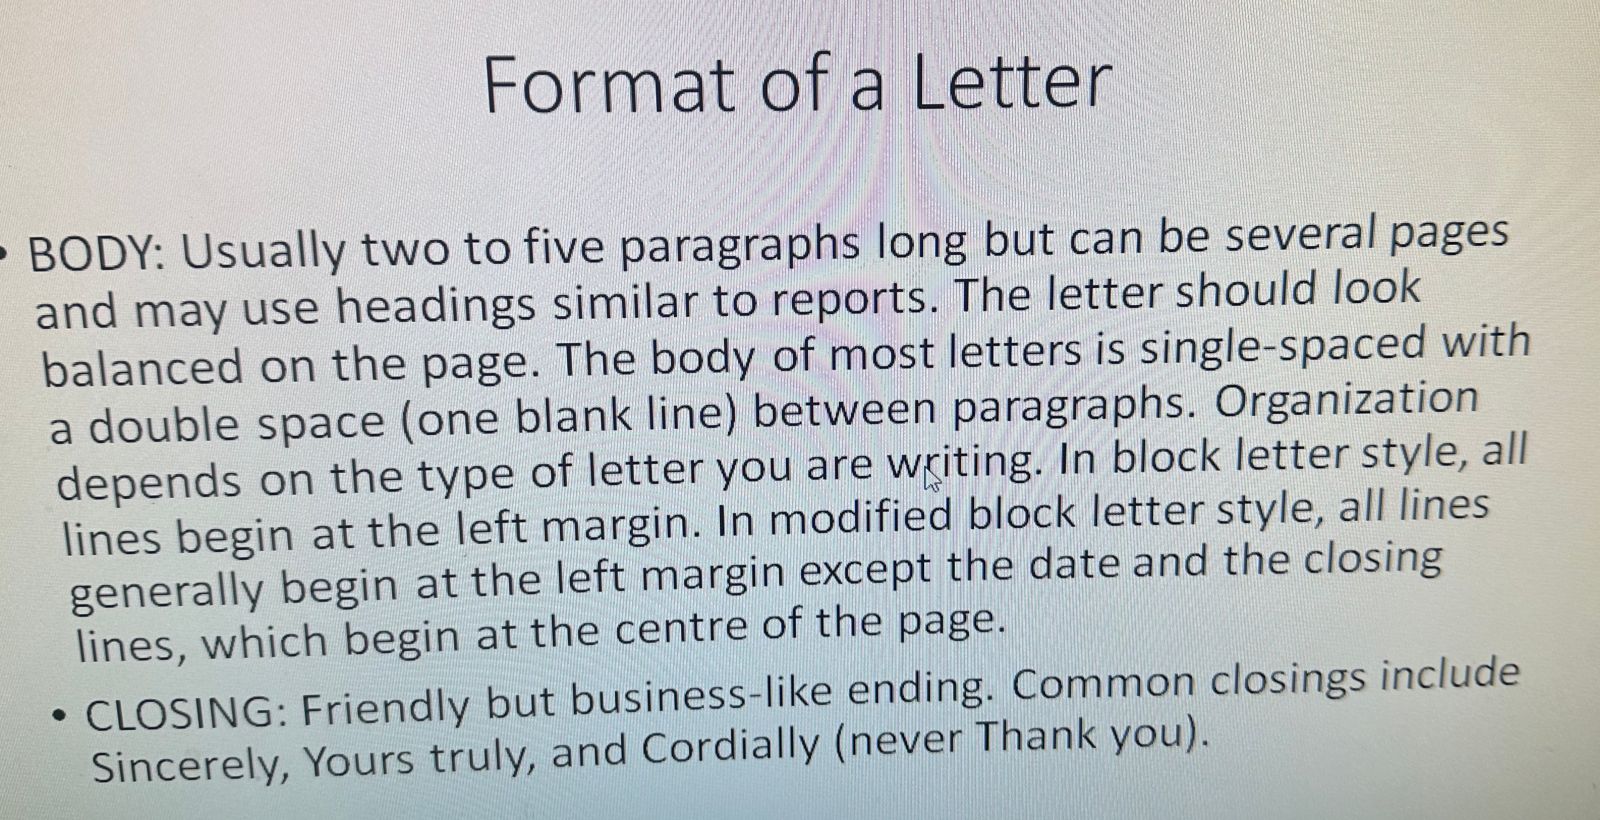 Format of a Letter
• BODY: Usually two to five paragraphs long but can be several pages
and may use headings similar to reports. The letter should look
balanced on the page. The body of most letters is single-spaced with
a double space (one blank line) between paragraphs. Organization
depends on the type of letter you are writing. In block letter style, all
lines begin at the left margin. In modified block letter style, all lines
generally begin at the left margin except the date and the closing
lines, which begin at the centre of the page.
• CLOSING: Friendly but business-like ending. Common closings include
Sincerely, Yours truly, and Cordially (never Thank you).